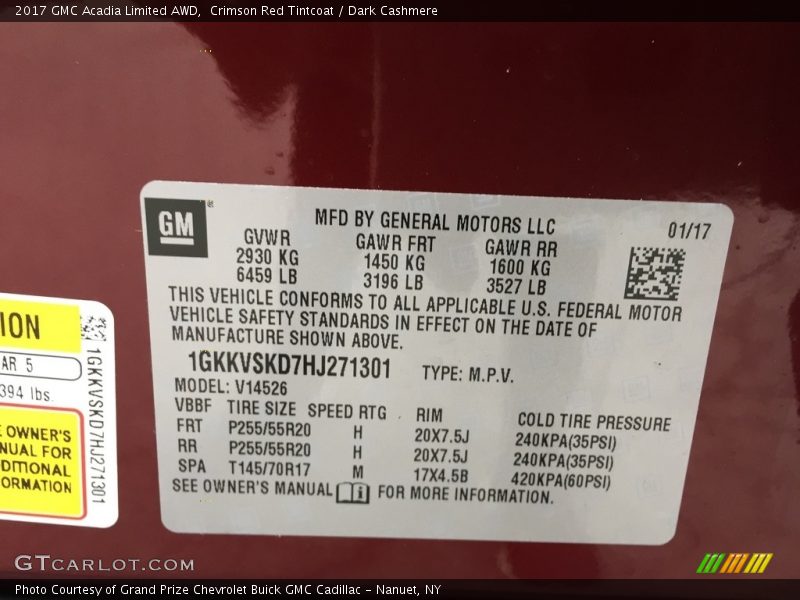 2017 GMC Acadia Limited AWD,  Crimson Red Tintcoat / Dark Cashmere
GM
MFD BY GENERAL MOTORS LLC
01/17
GVWR GAWR FRT GAWR RR
2930 KG 1450 KG 1600 KG
6459 LB 3196 LB 3527 LB
THIS VEHICLE CONFORMS TO ALL APPLICABLE U.S. FEDERAL MOTOR
VEHICLE SAFETY STANDARDS IN EFFECT ON THE DATE OF
MANUFACTURE SHOWN ABOVE.
1GKKVSKD7HJ271301 TYPE: M.P.V.
MODEL: V14526
VBBF TIRE SIZE SPEED RTG . RIM COLD TIRE PRESSURE
FRT P255/55R20 H 20X7.5J 240KPA(35PSI)
RR P255/55R20 H 20X7.5J 240KPA(35PSI)
SPA T145/70R17 M 17X4.5B 420KPA(60PSI)
SEE OWNER'S MANUAL i FOR MORE INFORMATION.
ION
AR 5
394 lbs.
E OWNER'S
NUAL FOR
DITIONAL
ORMATION
1GKKVSKD7HJ271301
GTCARLOT.COM
Photo Courtesy of Grand Prize Chevrolet Buick GMC Cadillac - Nanuet, NY